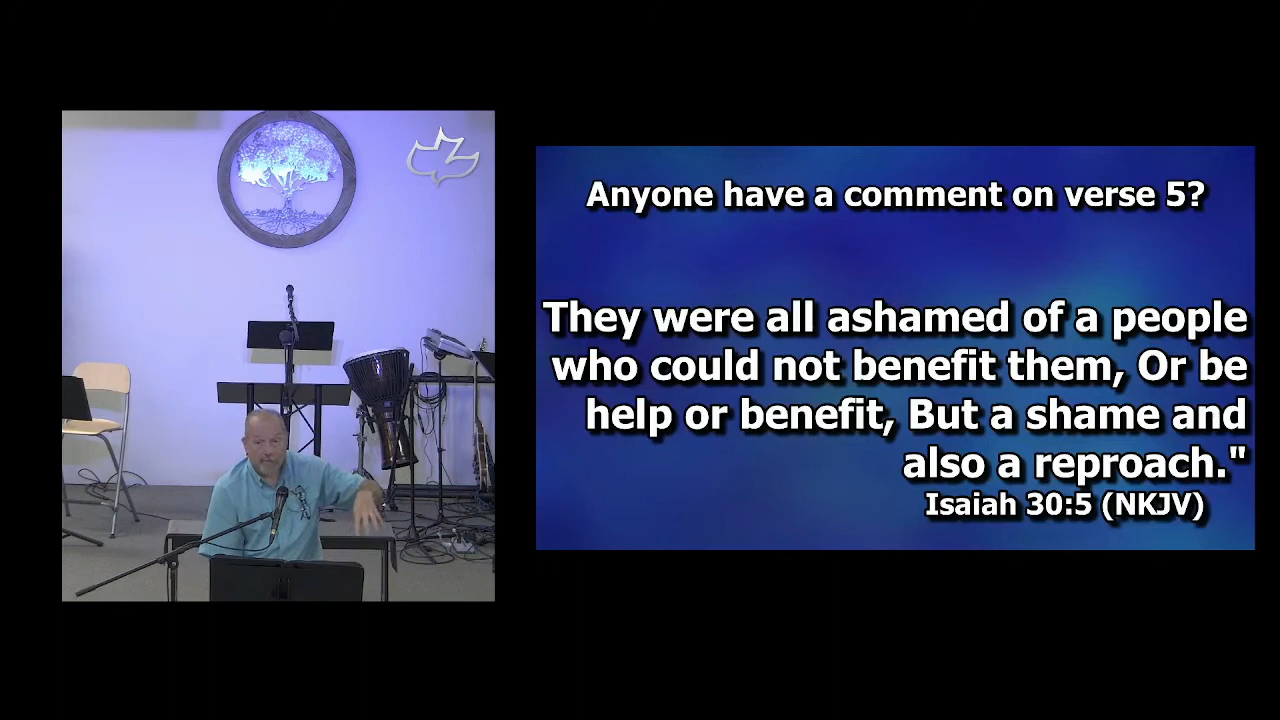 Anyone have a comment on verse 5?
They were all ashamed of a people
who could not benefit them, Or be
help or benefit, But a shame and
also a reproach."
Isaiah 30:5 (NKJV)